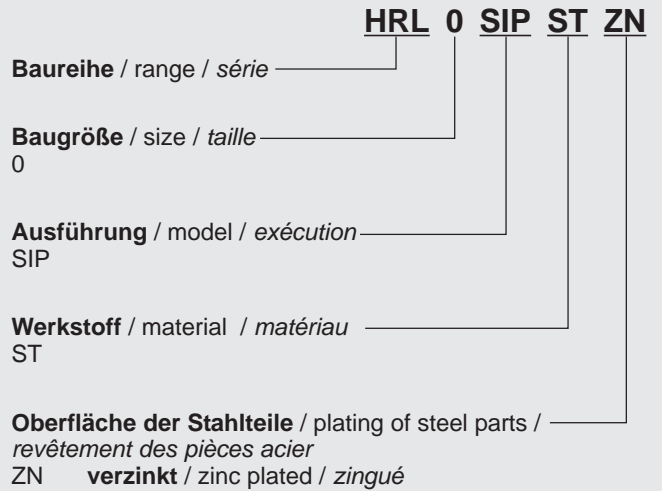 HRL 0 SIP ST ZN
Baureihe / range / série
Baugröße / size / taille
0
Ausführung / model / exécution
SIP
Werkstoff / material / matériau
ST
Oberfläche der Stahlteile / plating of steel parts /
revêtement des pièces acier
ZN verzinkt / zinc plated / zingué